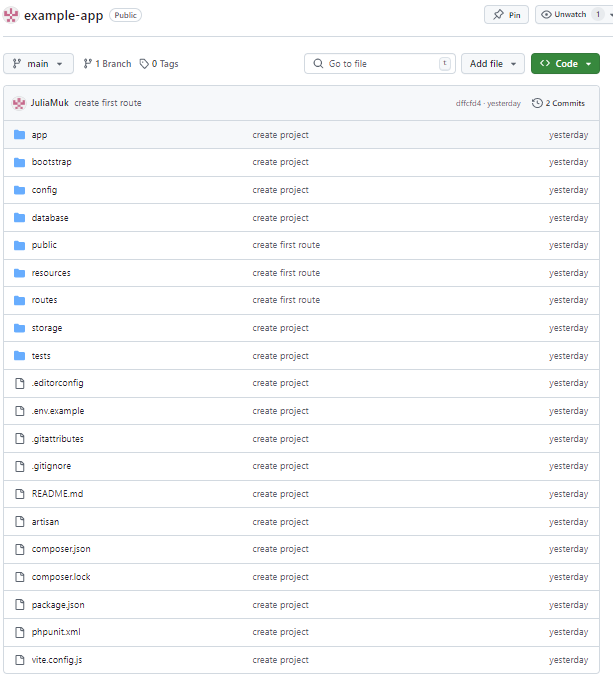 example-app Public Pin Unwatch 1
main 1 Branch 0 Tags Go to file t Add file Code
JuliaMuk create first route dffcfd4 · yesterday 2 Commits
app create project yesterday
bootstrap create project yesterday
config create project yesterday
database create project yesterday
public create first route yesterday
resources create first route yesterday
routes create first route yesterday
storage create project yesterday
tests create project yesterday
.editorconfig create project yesterday
.env.example create project yesterday
.gitattributes create project yesterday
.gitignore create project yesterday
README.md create project yesterday
artisan create project yesterday
composer.json create project yesterday
composer.lock create project yesterday
package.json create project yesterday
phpunit.xml create project yesterday
vite.config.js create project yesterday